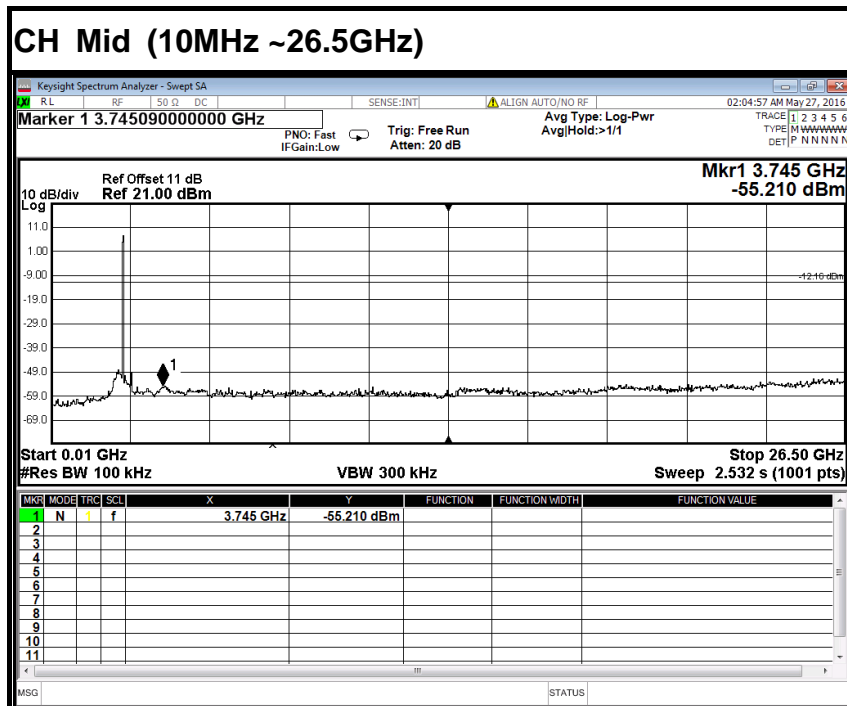 CH Mid (10MHz ~26.5GHz)
Keysight Spectrum Analyzer - Swept SA
LXI RL RF 50 Ω DC SENSE:INT ALIGN AUTO/NO RF 02:04:57 AM May 27, 2016
Marker 1 3.745090000000 GHz
PNO: Fast
IFGain:Low
Trig: Free Run
Atten: 20 dB
Avg Type: Log-Pwr
Avg|Hold:>1/1
TRACE 1 2 3 4 5 6
TYPE M WWWWW
DET P N N N N N
Mkr1 3.745 GHz
-55.210 dBm
Ref Offset 11 dB
10 dB/div Ref 21.00 dBm
Log
11.0
1.00
-9.00
-12.16 dBm
-19.0
-29.0
-39.0
-49.0
1
-59.0
-69.0
Start 0.01 GHz Stop 26.50 GHz
#Res BW 100 kHz VBW 300 kHz Sweep 2.532 s (1001 pts)
MKR MODE TRC SCL X Y FUNCTION FUNCTION WIDTH FUNCTION VALUE
1 N 1 f 3.745 GHz -55.210 dBm
2
3
4
5
6
7
8
9
10
11
MSG STATUS